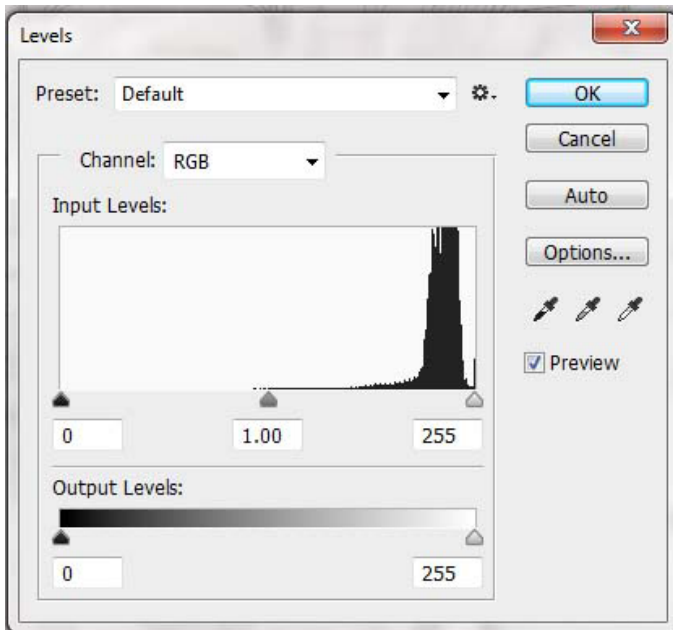 Levels
Preset: Default
OK
Cancel
Channel: RGB
Auto
Input Levels:
Options...
Preview
0 1.00 255
Output Levels:
0 255